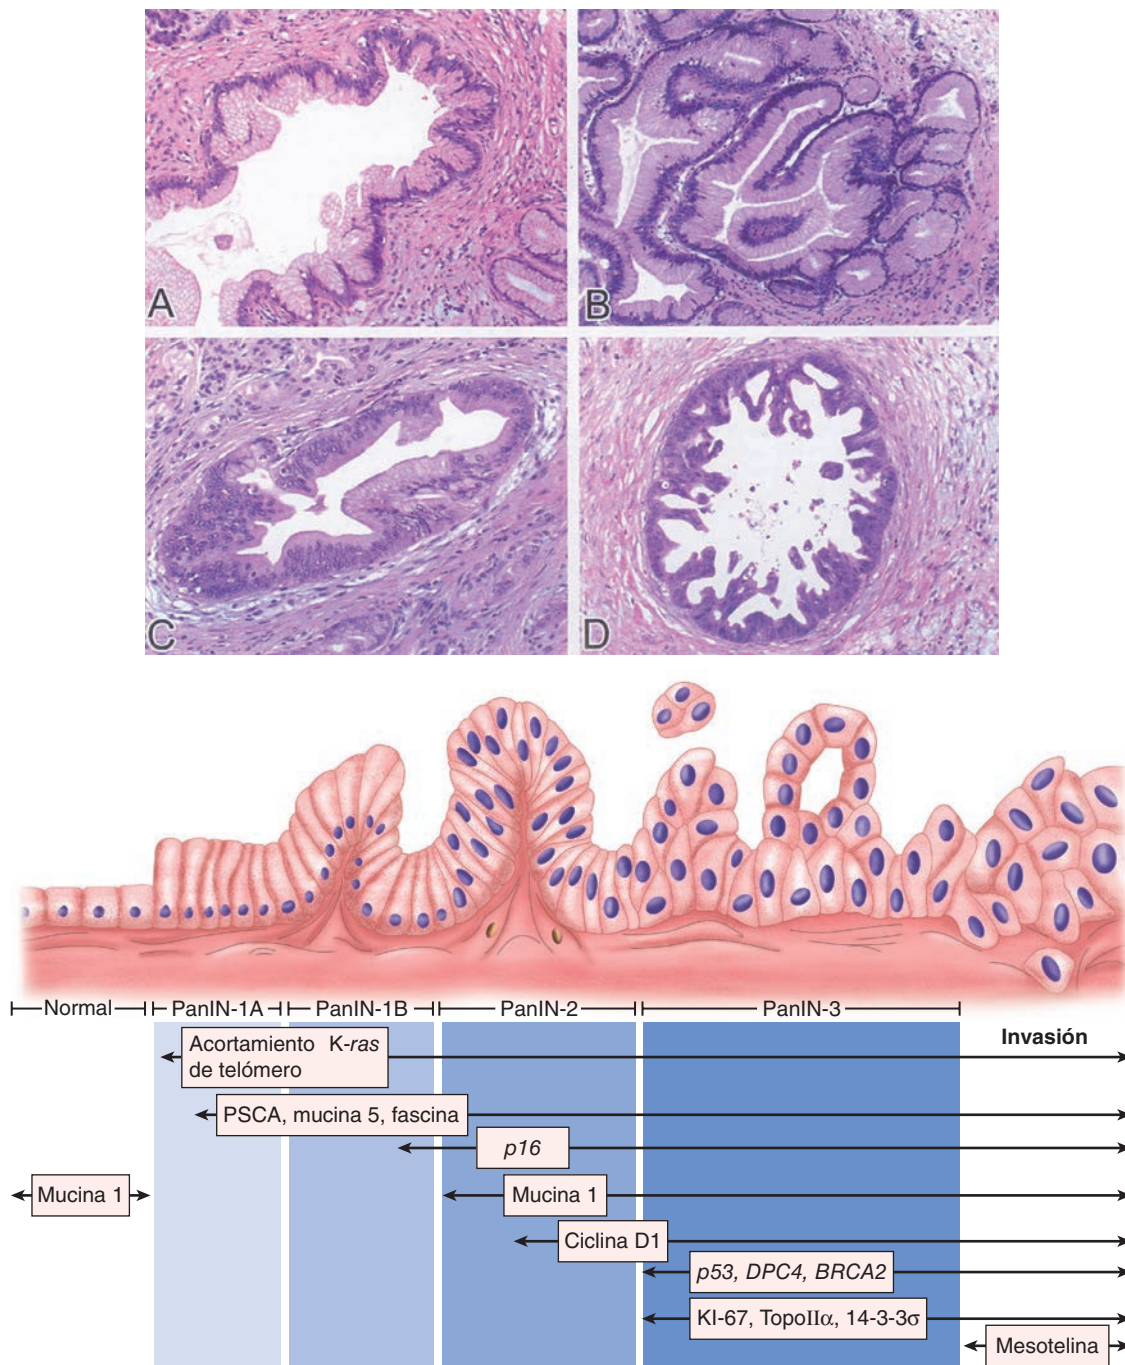 A
B
C
D
Normal
PanIN-1A
PanIN-1B
PanIN-2
PanIN-3
Invasión
Acortamiento K-ras
de telómero
PSCA, mucina 5, fascina
p16
Mucina 1
Mucina 1
Ciclina D1
p53, DPC4, BRCA2
KI-67, TopoIIα, 14-3-3σ
Mesotelina